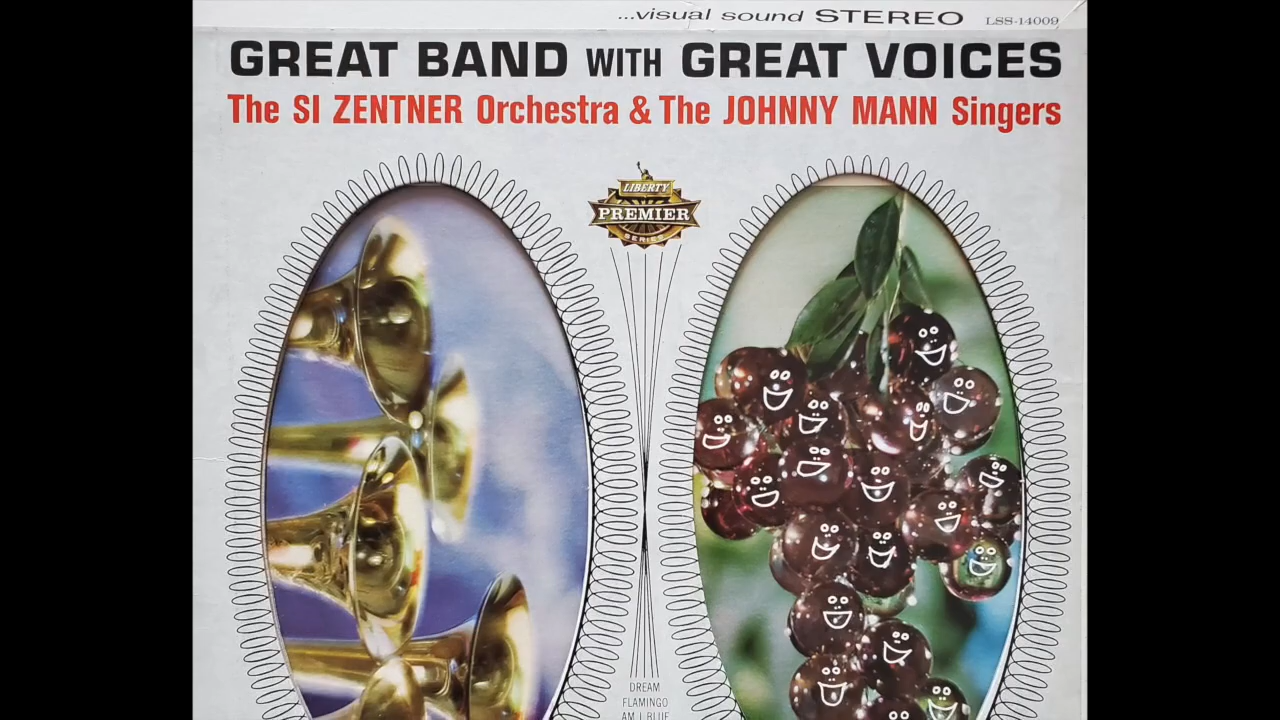 ...visual sound STEREO LSS-14009
GREAT BAND WITH GREAT VOICES
The SI ZENTNER Orchestra & The JOHNNY MANN Singers
LIBERTY
PREMIER
SERIES
DREAM
FLAMINGO
AM I BLUE